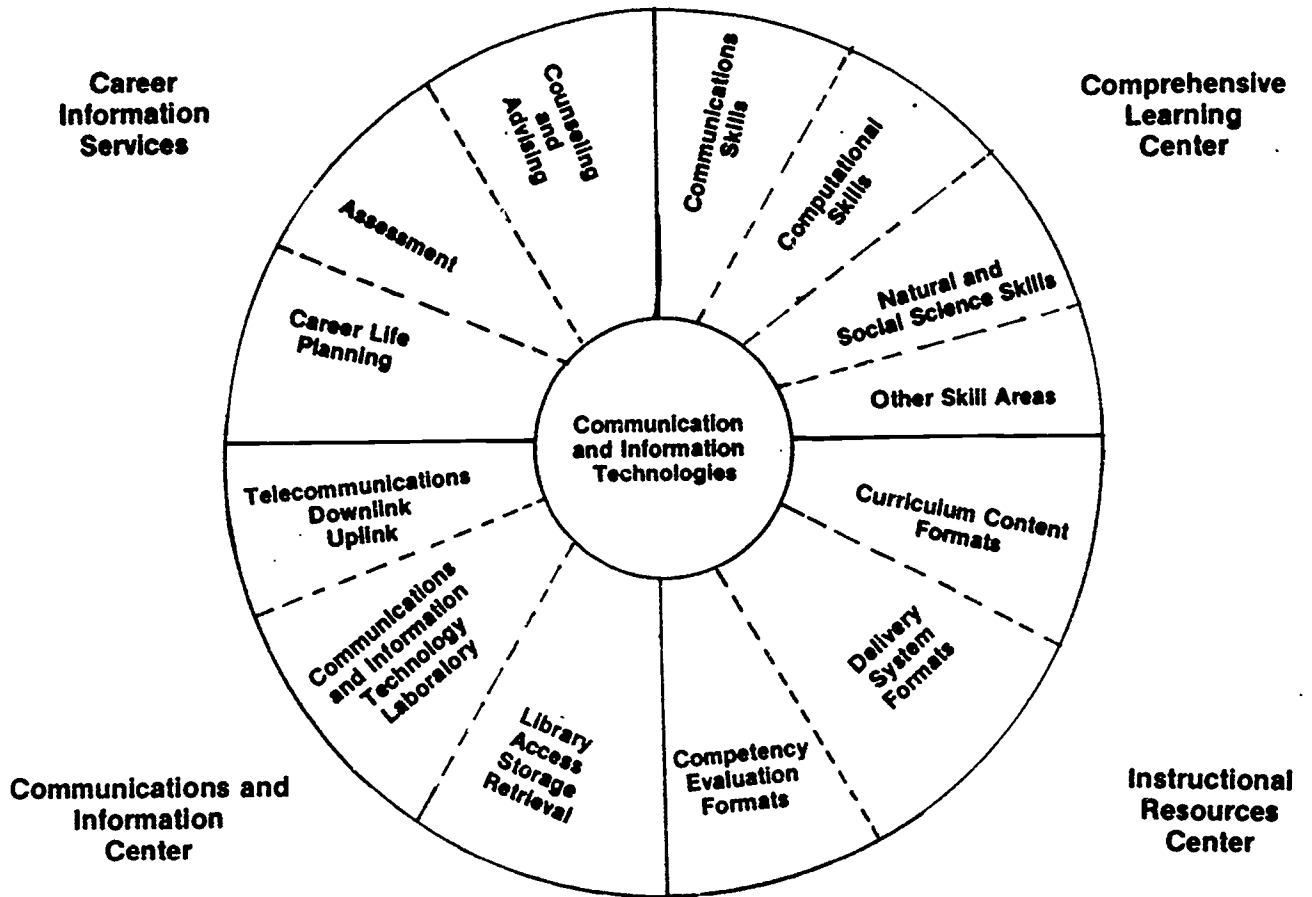 Career
Information
Services
Counseling
and
Advising
Assessment
Career Life
Planning
Communications
Skills
Computational
Skills
Natural and
Social Science Skills
Other Skill Areas
Comprehensive
Learning
Center
Communication
and Information
Technologies
Telecommunications
Downlink
Uplink
Communications
and Information
Technology
Laboralory
Library
Access
Storage
Retrieval
Communications and
Information
Center
Curriculum Content
Formats
Delivery
System
Formats
Competency
Evaluation
Formats
Instructional
Resources
Center